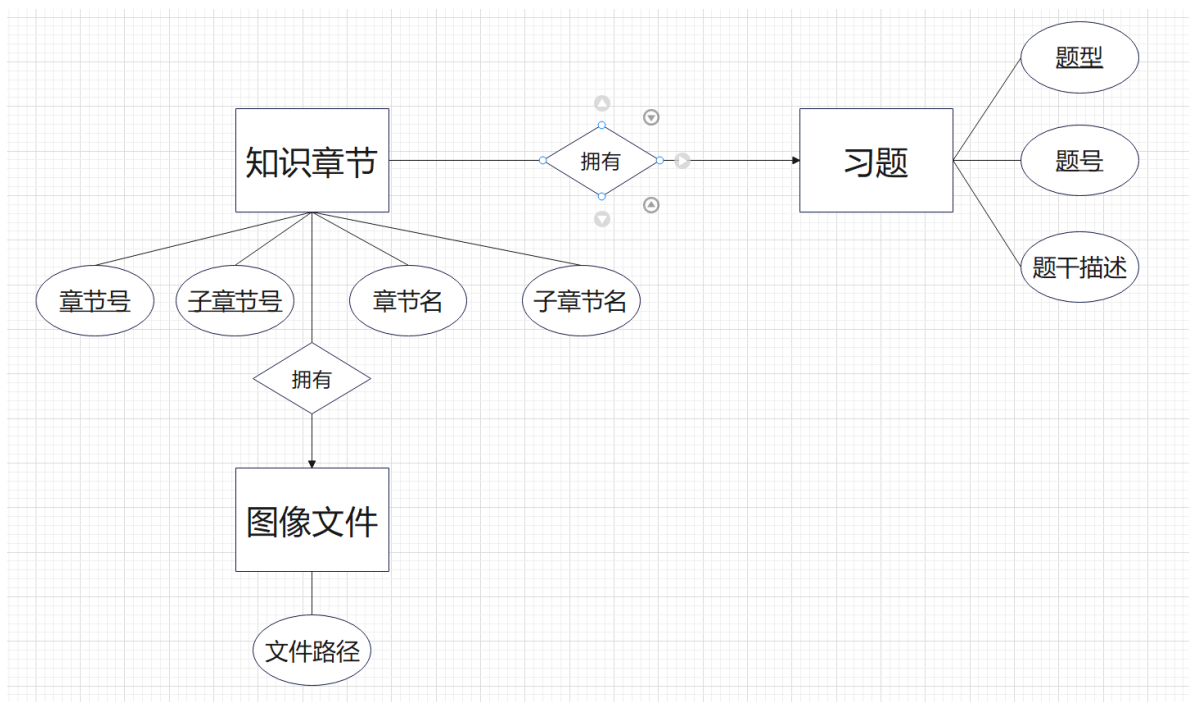 题型
知识章节
拥有
习题
题号
题干描述
章节号
子章节号
章节名
子章节名
拥有
图像文件
文件路径